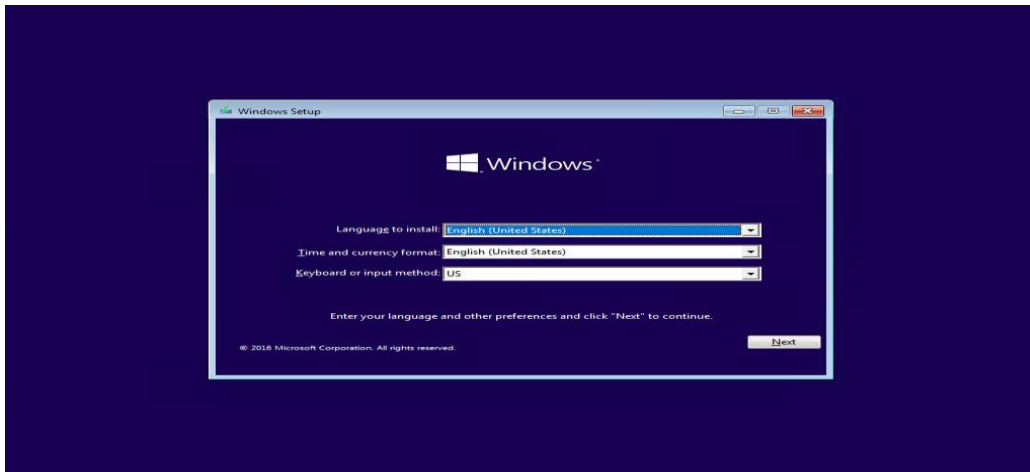 Windows Setup
Windows
Language to install: English (United States)
Time and currency format: English (United States)
Keyboard or input method: US
Enter your language and other preferences and click "Next" to continue.
© 2016 Microsoft Corporation. All rights reserved.
Next